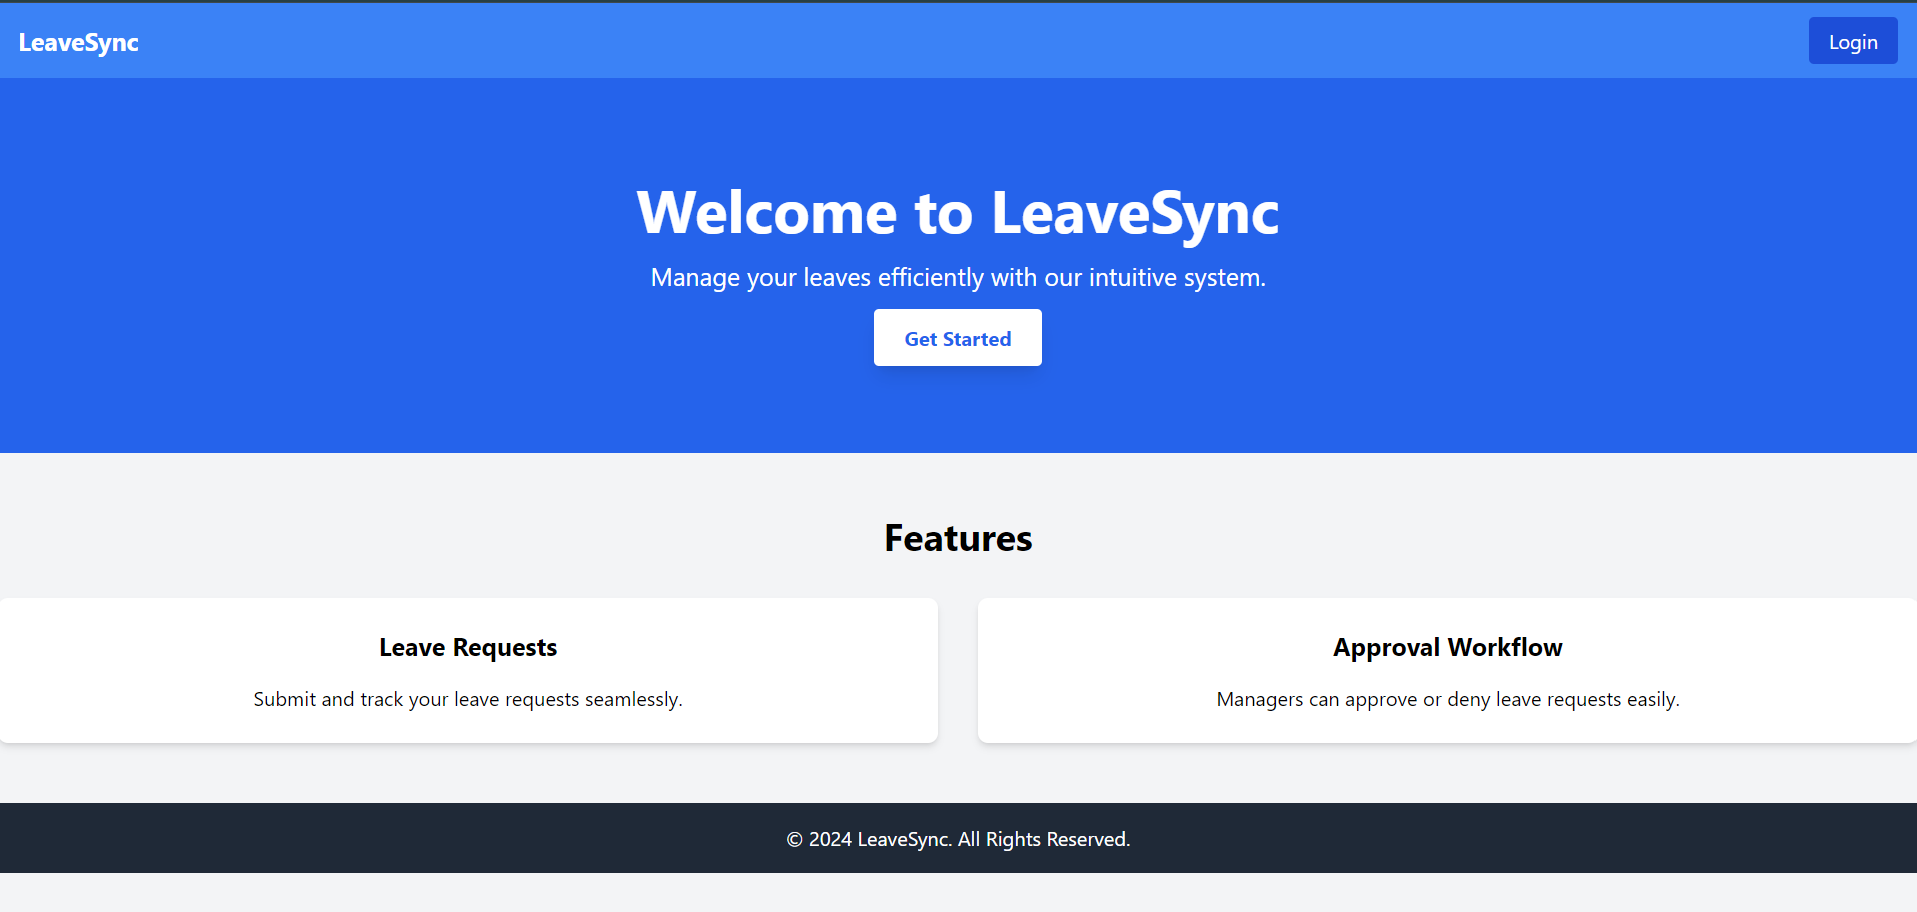 LeaveSync
Login
Welcome to LeaveSync
Manage your leaves efficiently with our intuitive system.
Get Started
Features
Leave Requests
Submit and track your leave requests seamlessly.
Approval Workflow
Managers can approve or deny leave requests easily.
© 2024 LeaveSync. All Rights Reserved.